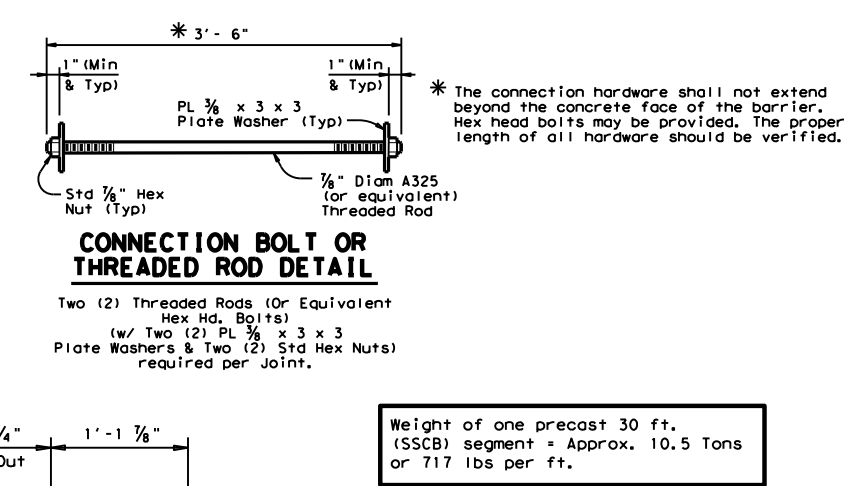 * 3'- 6"
1" (Min
& Typ)
1" (Min
& Typ)
PL ⅜ x 3 x 3
Plate Washer (Typ)
* The connection hardware shall not extend
beyond the concrete face of the barrier.
Hex head bolts may be provided. The proper
length of all hardware should be verified.
Std ⅞" Hex
Nut (Typ)
⅞" Diam A325
(or equivalent)
Threaded Rod
CONNECTION BOLT OR
THREADED ROD DETAIL
Two (2) Threaded Rods (Or Equivalent
Hex Hd. Bolts)
(w/ Two (2) PL ⅜ x 3 x 3
Plate Washers & Two (2) Std Hex Nuts)
required per Joint.
1'-1 ⅞"
Weight of one precast 30 ft.
(SSCB) segment = Approx. 10.5 Tons
or 717 lbs per ft.